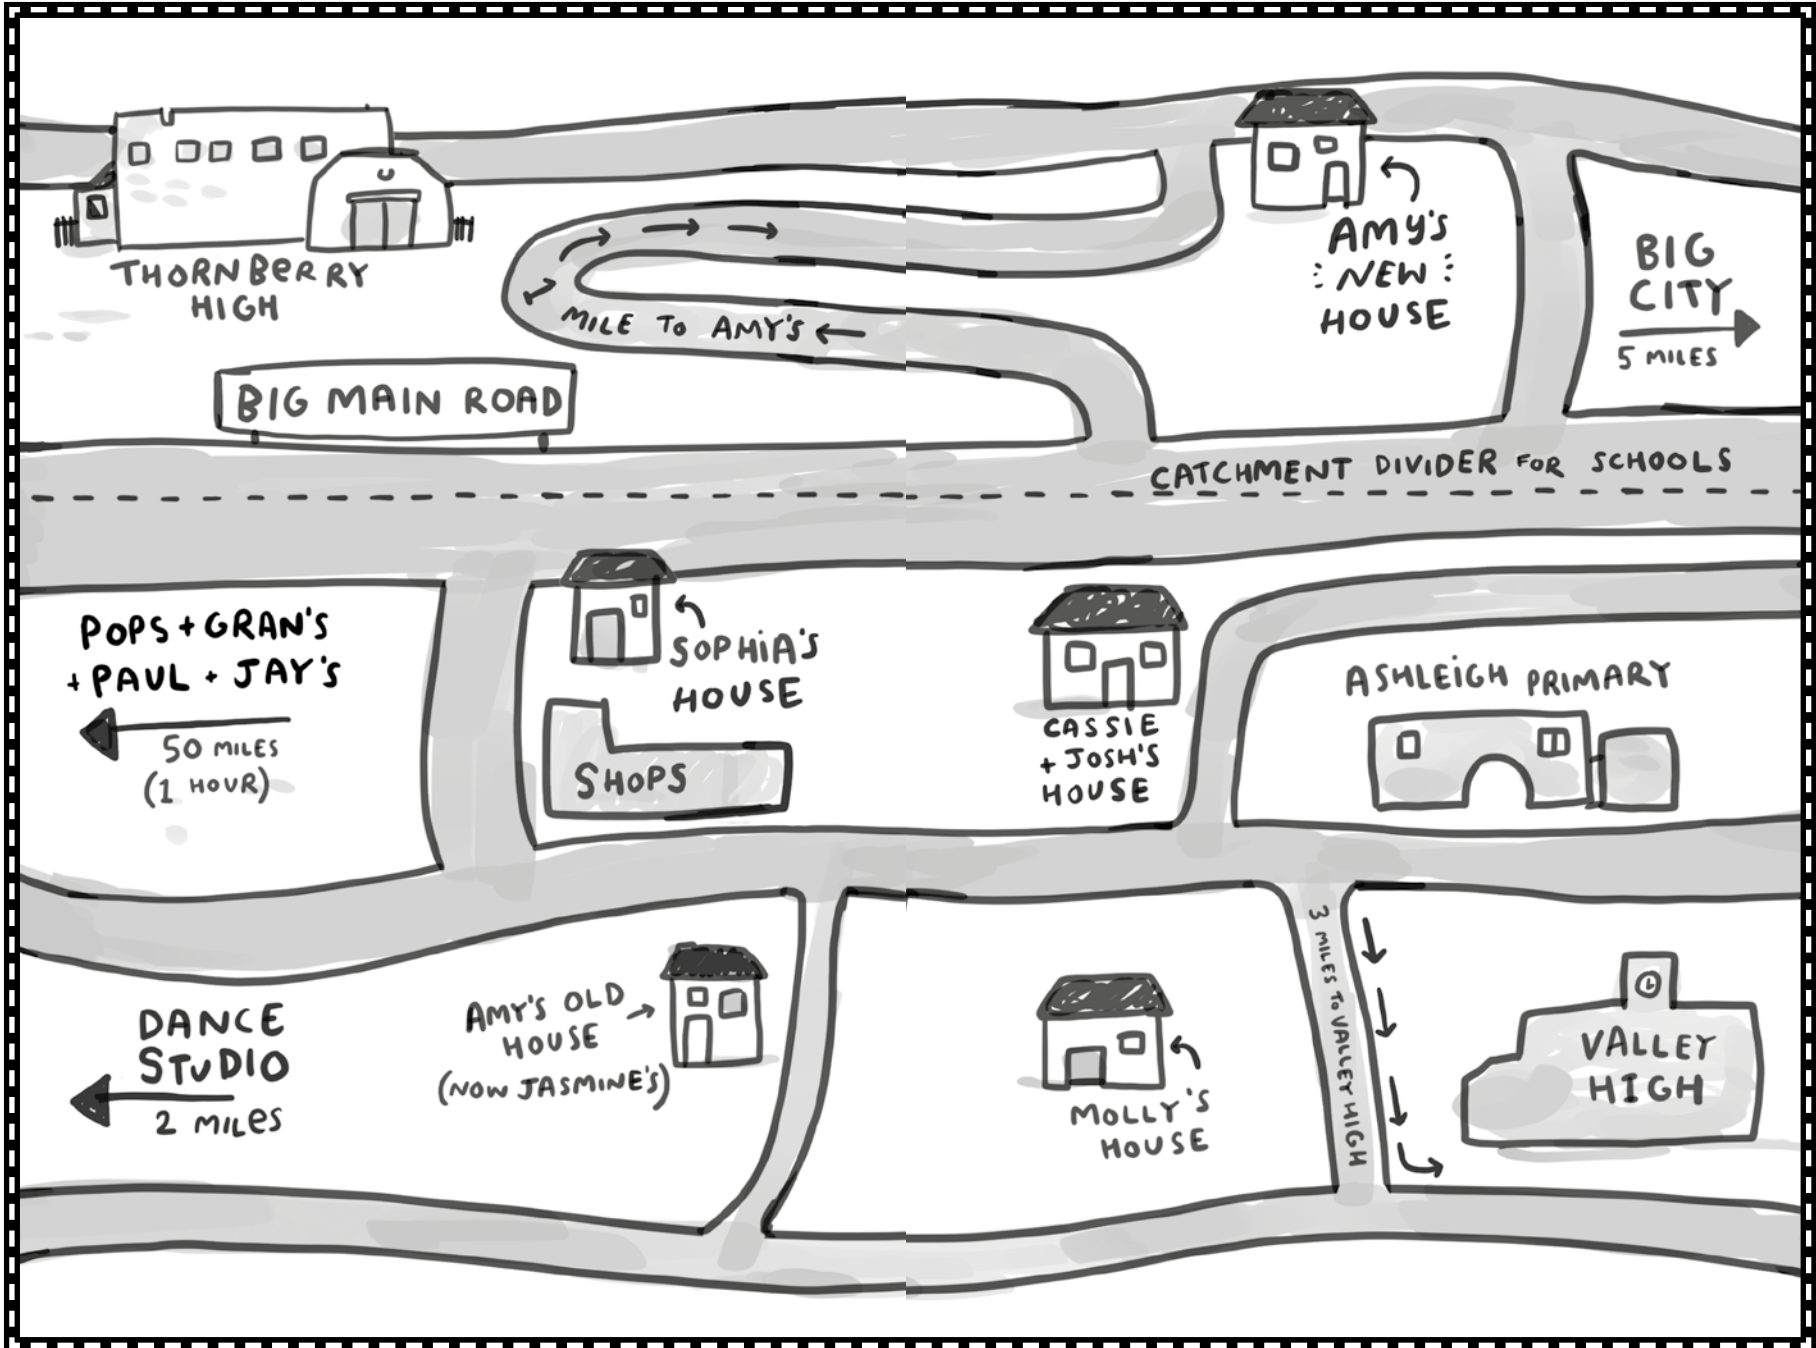 THORNBERRY
HIGH
AMY'S
NEW
HOUSE
BIG
CITY
5 MILES
1 MILE TO AMY'S
BIG MAIN ROAD
CATCHMENT DIVIDER FOR SCHOOLS
POPS + GRAN'S
+ PAUL + JAY'S
50 MILES
(1 HOUR)
SOPHIA'S
HOUSE
SHOPS
CASSIE
+ JOSH'S
HOUSE
ASHLEIGH PRIMARY
DANCE
STUDIO
2 MILES
AMY'S OLD
HOUSE
(NOW JASMINE'S)
MOLLY'S
HOUSE
3 MILES TO VALLEY HIGH
VALLEY
HIGH